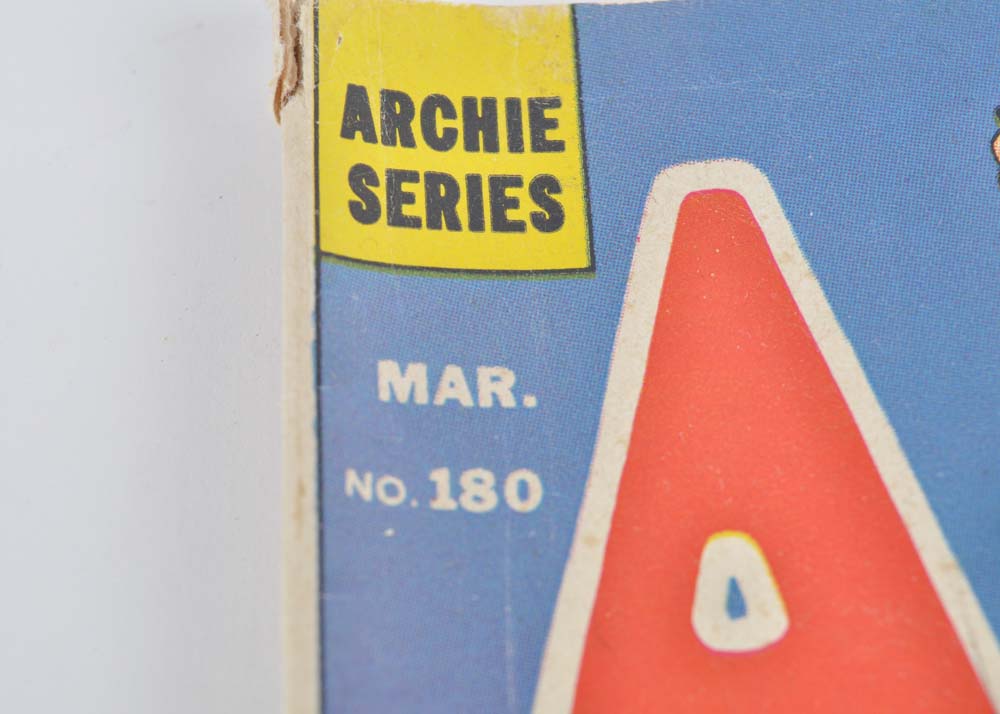 ARCHIE
SERIES
MAR.
NO. 180
A